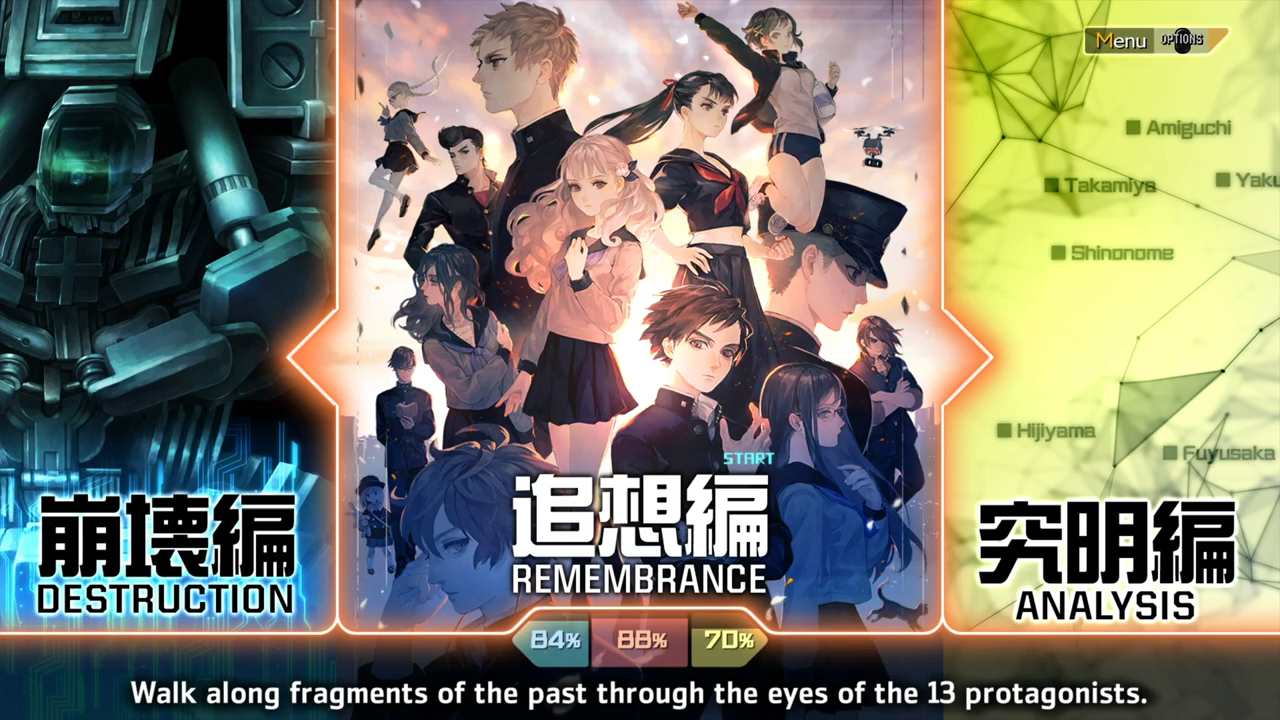 Menu OPTIONS
Amiguchi
Takamiya
Shinonome
Hijiyama
Fuyusaka
START
崩壊編
DESTRUCTION
追想編
REMEMBRANCE
究明編
ANALYSIS
84% 88% 70%
Walk along fragments of the past through the eyes of the 13 protagonists.